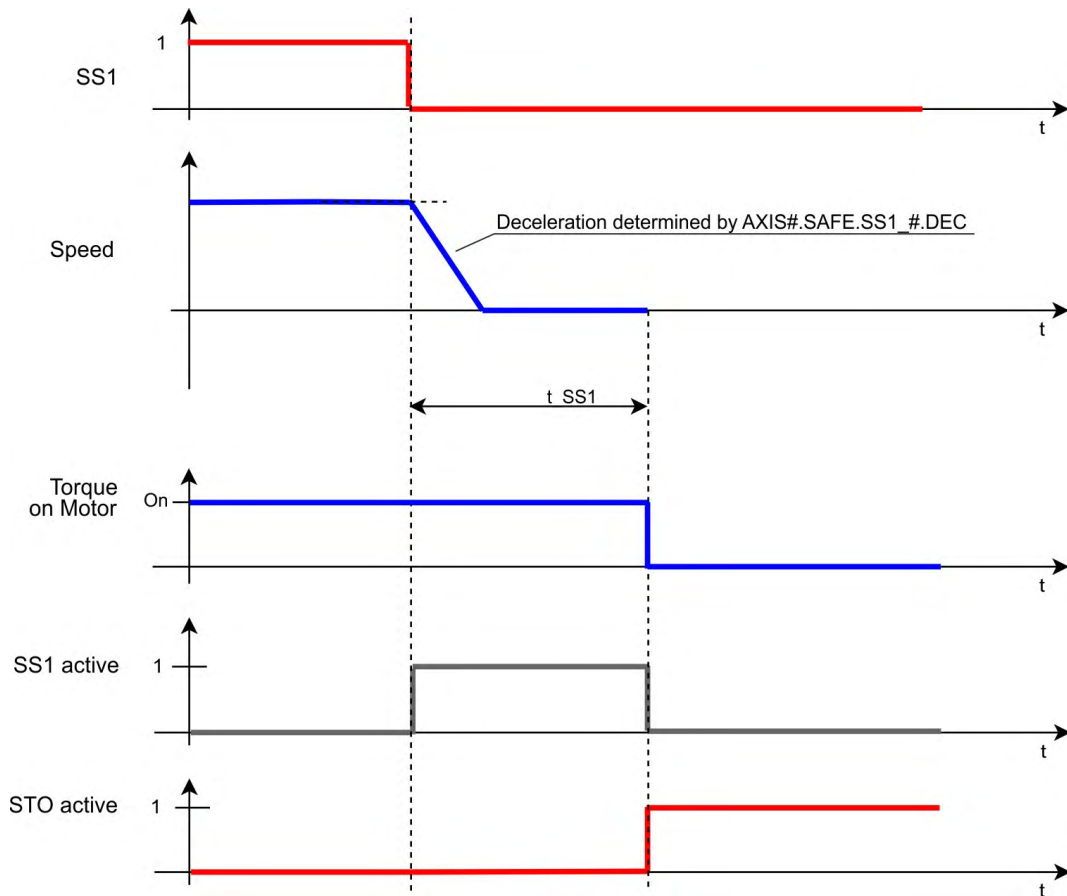 1
SS1
t
Deceleration determined by AXIS#.SAFE.SS1_#.DEC
Speed
t
t_SS1
Torque
on Motor
On
t
SS1 active
1
t
STO active
1
t